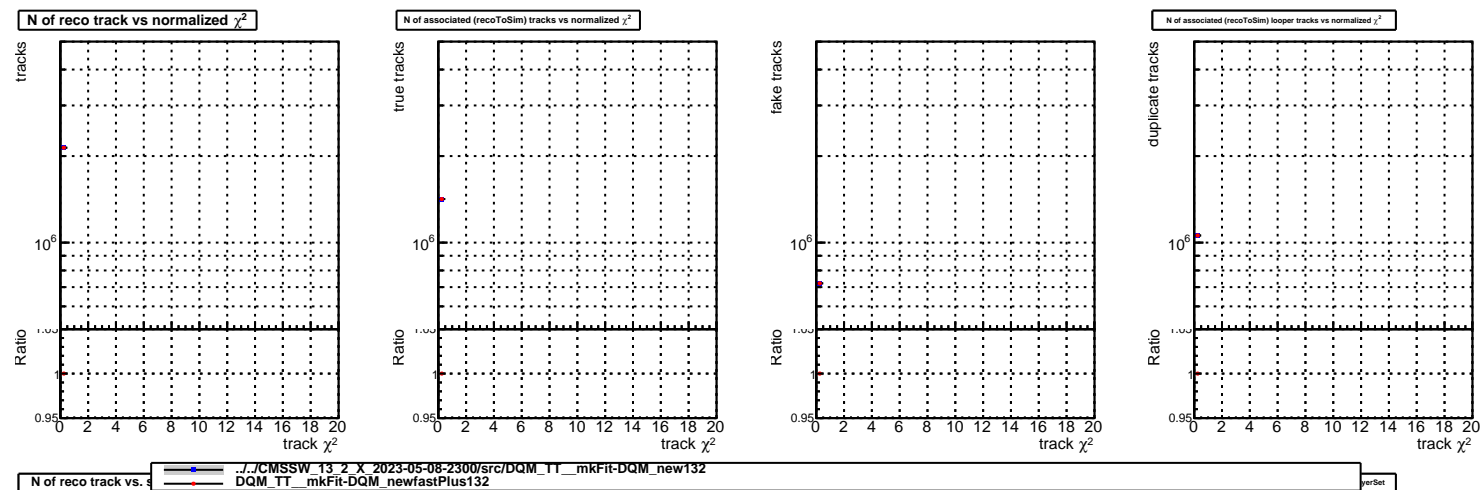 N of reco track vs normalized χ²
N of associated (recoToSim) tracks vs normalized χ²
N of associated (recoToSim) looper tracks vs normalized χ²
tracks
true tracks
fake tracks
duplicate tracks
10⁶
10⁶
10⁶
10⁶
Ratio
Ratio
Ratio
Ratio
1
1
1
1
0.95
0.95
0.95
0.95
0 2 4 6 8 10 12 14 16 18 20
0 2 4 6 8 10 12 14 16 18 20
0 2 4 6 8 10 12 14 16 18 20
0 2 4 6 8 10 12 14 16 18 20
track χ²
track χ²
track χ²
track χ²
../../CMSSW_13_2_X_2023-05-08-2300/src/DQM_TT__mkFit-DQM_new132
N of reco track vs. s
DQM_TT__mkFit-DQM_newfastPlus132
yerSet